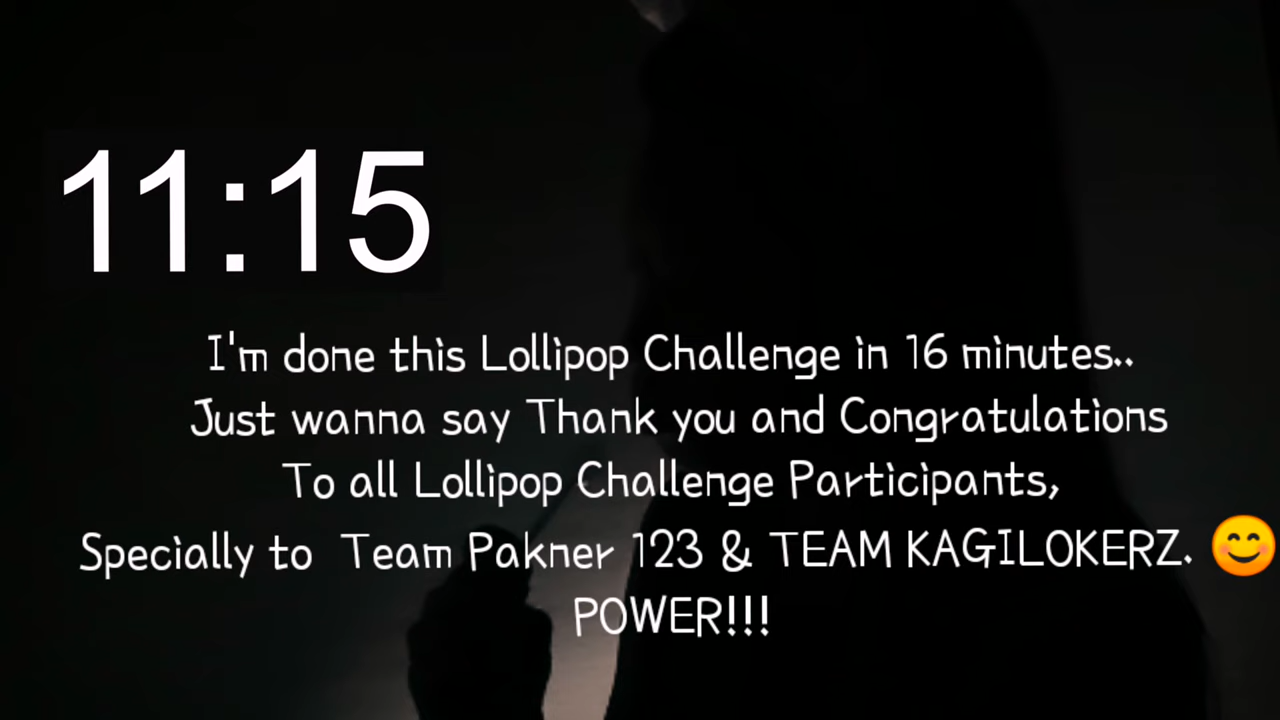 11:15
I'm done this Lollipop Challenge in 16 minutes..
Just wanna say Thank you and Congratulations
To all Lollipop Challenge Participants,
Specially to Team Pakner 123 & TEAM KAGILOKERZ. 😊
POWER!!!